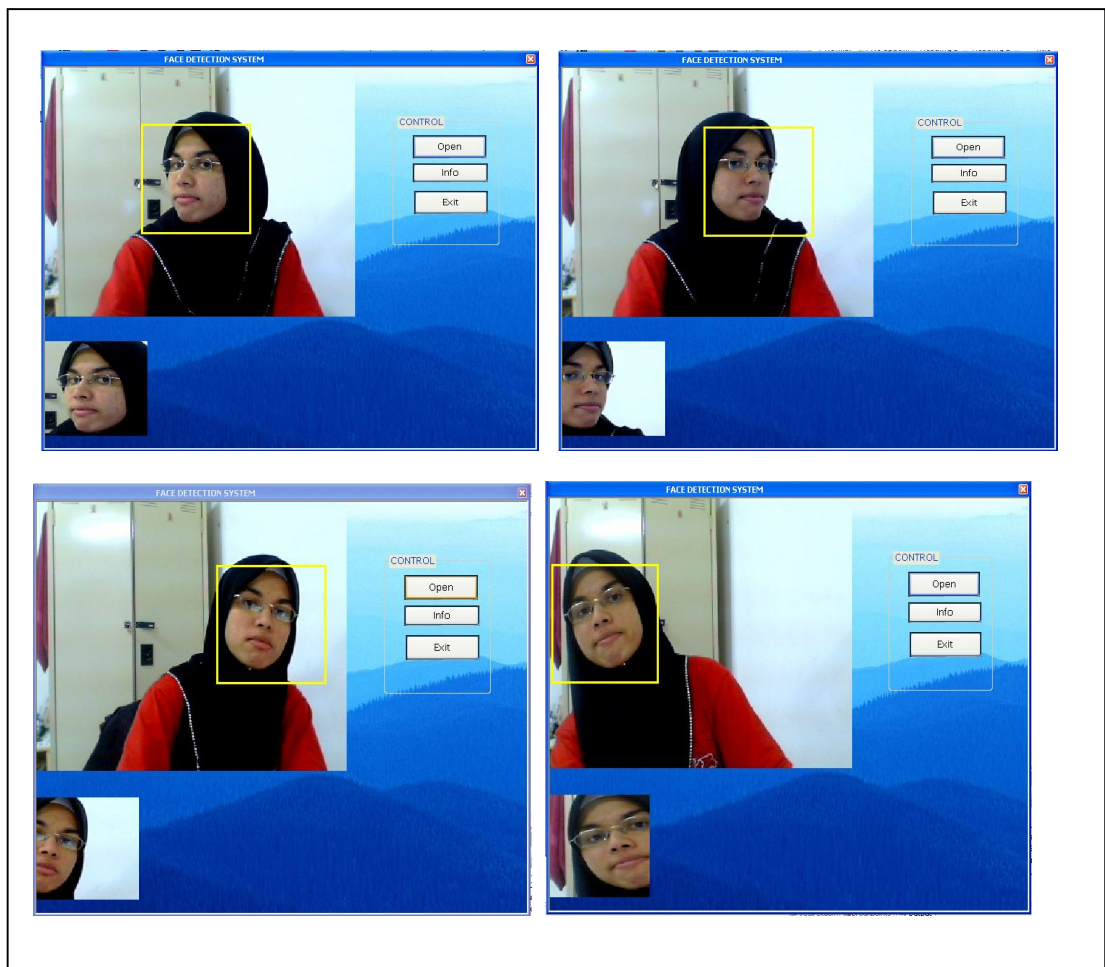 FACE DETECTION SYSTEM
CONTROL
Open
Info
Exit
FACE DETECTION SYSTEM
CONTROL
Open
Info
Exit
FACE DETECTION SYSTEM
CONTROL
Open
Info
Exit
FACE DETECTION SYSTEM
CONTROL
Open
Info
Exit